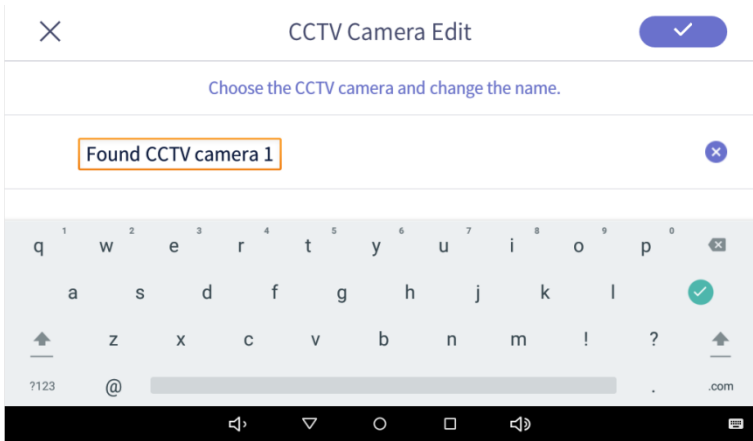 CCTV Camera Edit
Choose the CCTV camera and change the name.
Found CCTV camera 1
q 1 w 2 e 3 r 4 t 5 y 6 u 7 i 8 o 9 p 0
a s d f g h j k l
z x c v b n m ! ?
?123 @ . .com